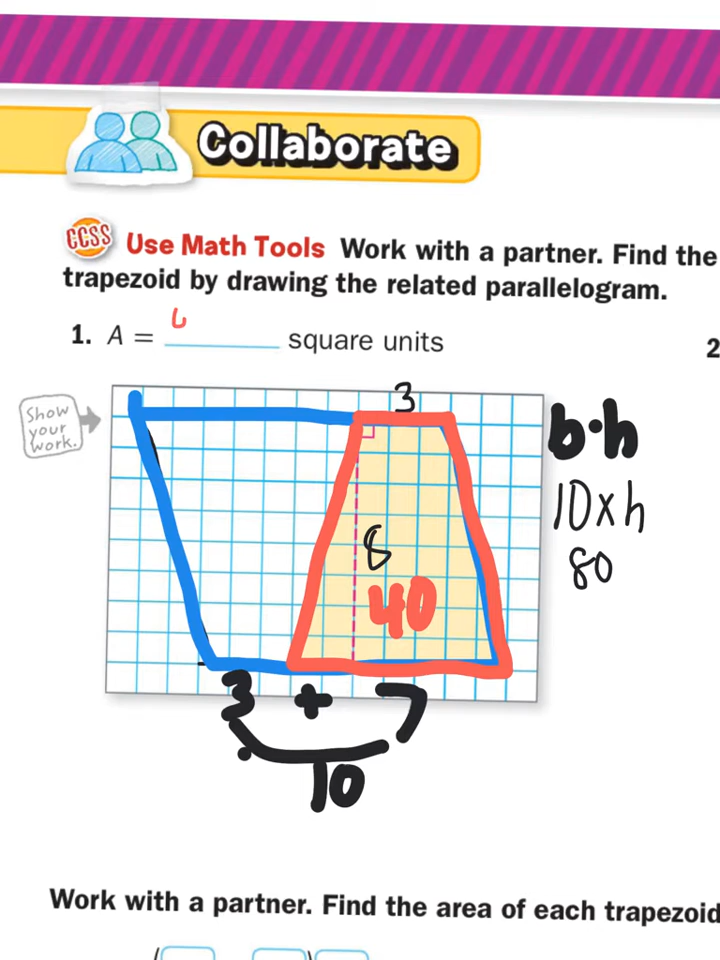 Collaborate
CCSS Use Math Tools Work with a partner. Find the
trapezoid by drawing the related parallelogram.
1. A = square units
2
Show
your
work.
3
b·h
10xh
80
8
40
3 + 7
10
Work with a partner. Find the area of each trapezoid